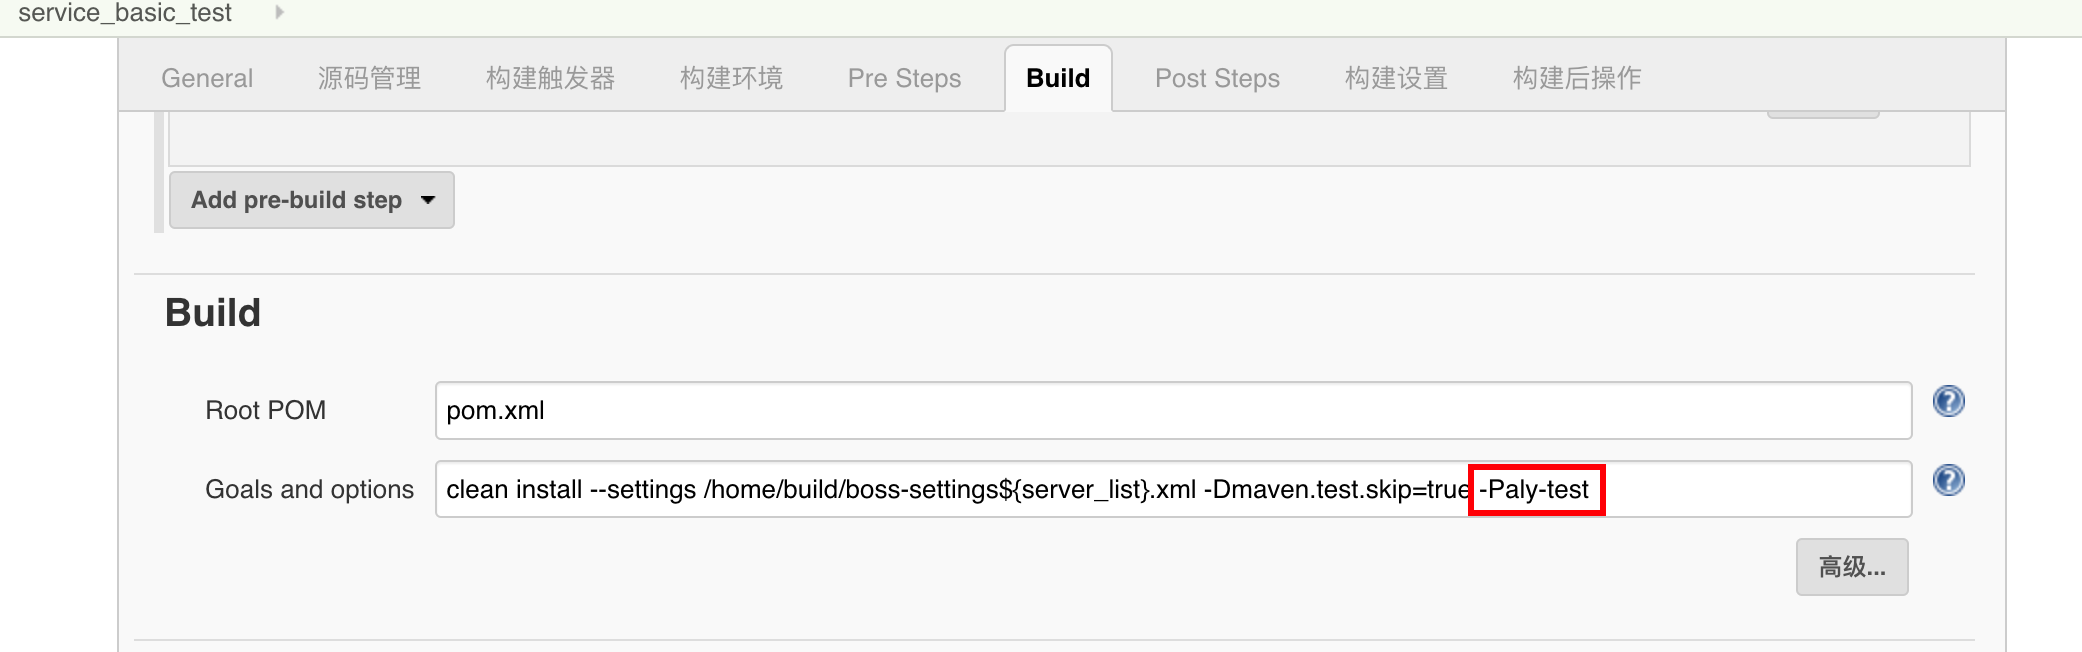 service_basic_test
General 源码管理 构建触发器 构建环境 Pre Steps Build Post Steps 构建设置 构建后操作
Add pre-build step
Build
Root POM pom.xml
Goals and options clean install --settings /home/build/boss-settings${server_list}.xml -Dmaven.test.skip=true -Paly-test
高级...